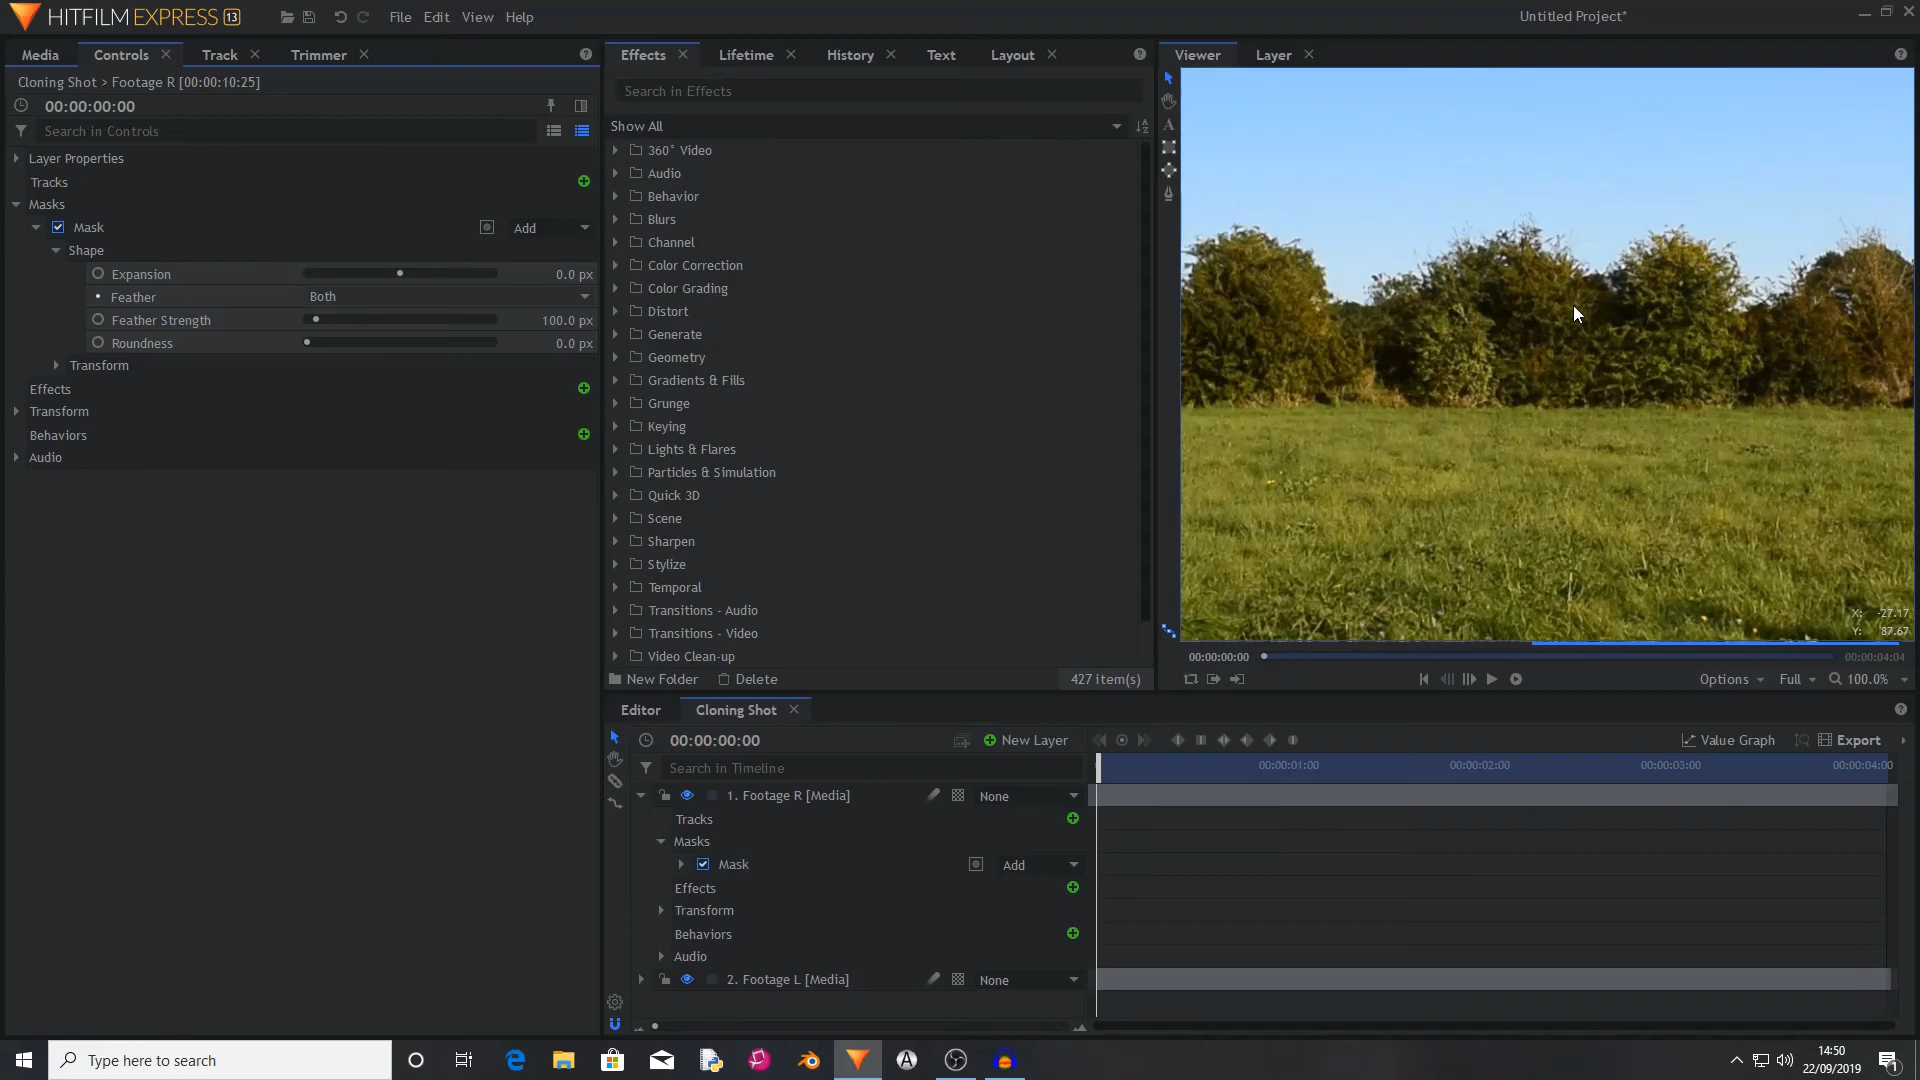 HITFILM EXPRESS 13
File Edit View Help
Untitled Project*
Media Controls Track Trimmer
Cloning Shot > Footage R [00:00:10:25]
00:00:00:00
Search in Controls
Layer Properties
Tracks
Masks
Mask Add
Shape
Expansion 0.0 px
Feather Both
Feather Strength 100.0 px
Roundness 0.0 px
Transform
Effects
Transform
Behaviors
Audio
Effects Lifetime History Text Layout
Search in Effects
Show All
360° Video
Audio
Behavior
Blurs
Channel
Color Correction
Color Grading
Distort
Generate
Geometry
Gradients & Fills
Grunge
Keying
Lights & Flares
Particles & Simulation
Quick 3D
Scene
Sharpen
Stylize
Temporal
Transitions - Audio
Transitions - Video
Video Clean-up
New Folder Delete 427 item(s)
Viewer Layer
X: -27.17
Y: 87.67
00:00:00:00 00:00:04:04
Options Full 100.0%
Editor Cloning Shot
00:00:00:00 New Layer
Value Graph Export
Search in Timeline
00:00:01:00 00:00:02:00 00:00:03:00 00:00:04:00
1. Footage R [Media] None
Tracks
Masks
Mask Add
Effects
Transform
Behaviors
Audio
2. Footage L [Media] None
Type here to search
14:50
22/09/2019
1